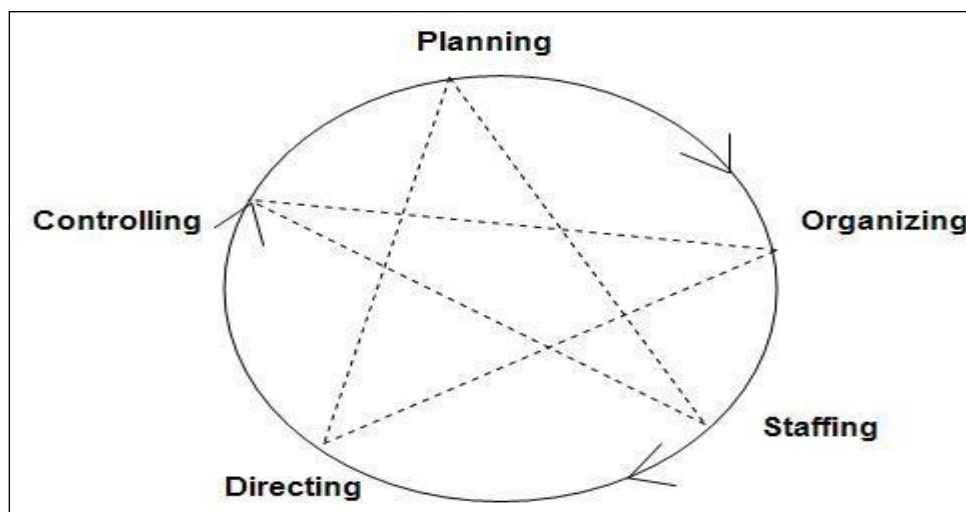 Planning
Controlling
Organizing
Staffing
Directing